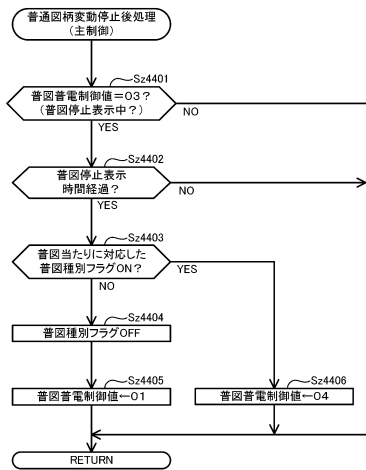 普通図柄変動停止後処理
(主制御)
Sz4401
普図普電制御値=03?
(普図停止表示中?)
NO
YES
Sz4402
普図停止表示
時間経過?
NO
YES
Sz4403
普図当たりに対応した
普図種別フラグON?
YES
NO
Sz4404
普図種別フラグOFF
Sz4405
普図普電制御値←01
Sz4406
普図普電制御値←04
RETURN